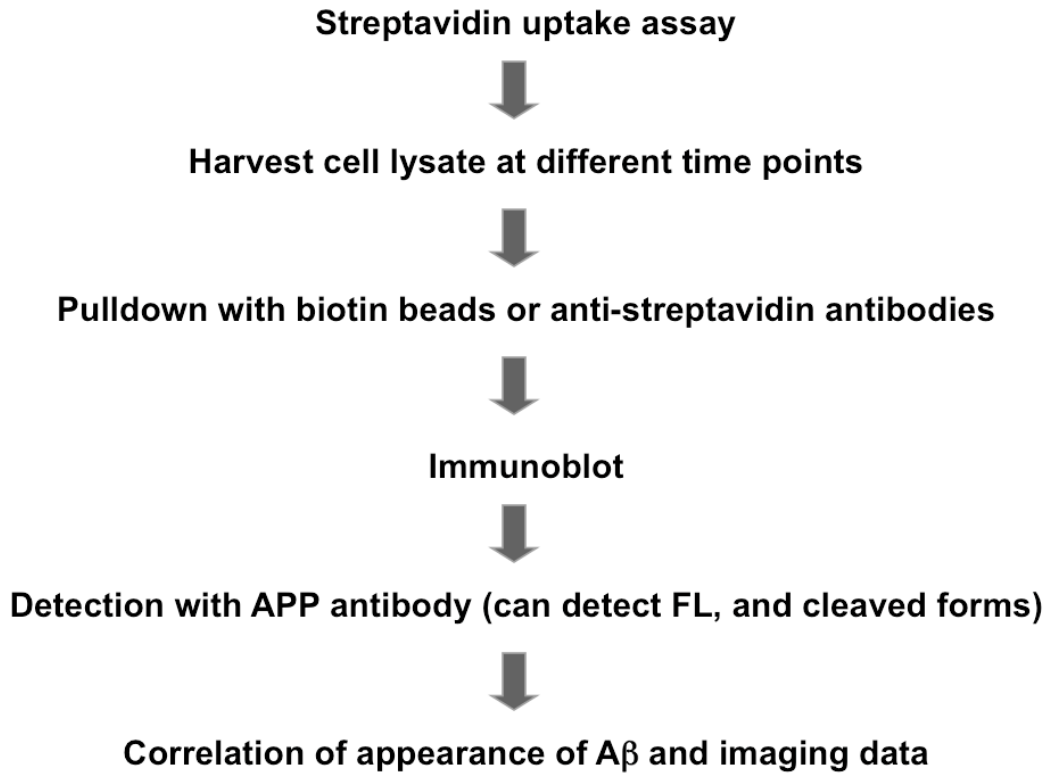 Streptavidin uptake assay
Harvest cell lysate at different time points
Pulldown with biotin beads or anti-streptavidin antibodies
Immunoblot
Detection with APP antibody (can detect FL, and cleaved forms)
Correlation of appearance of Aβ and imaging data